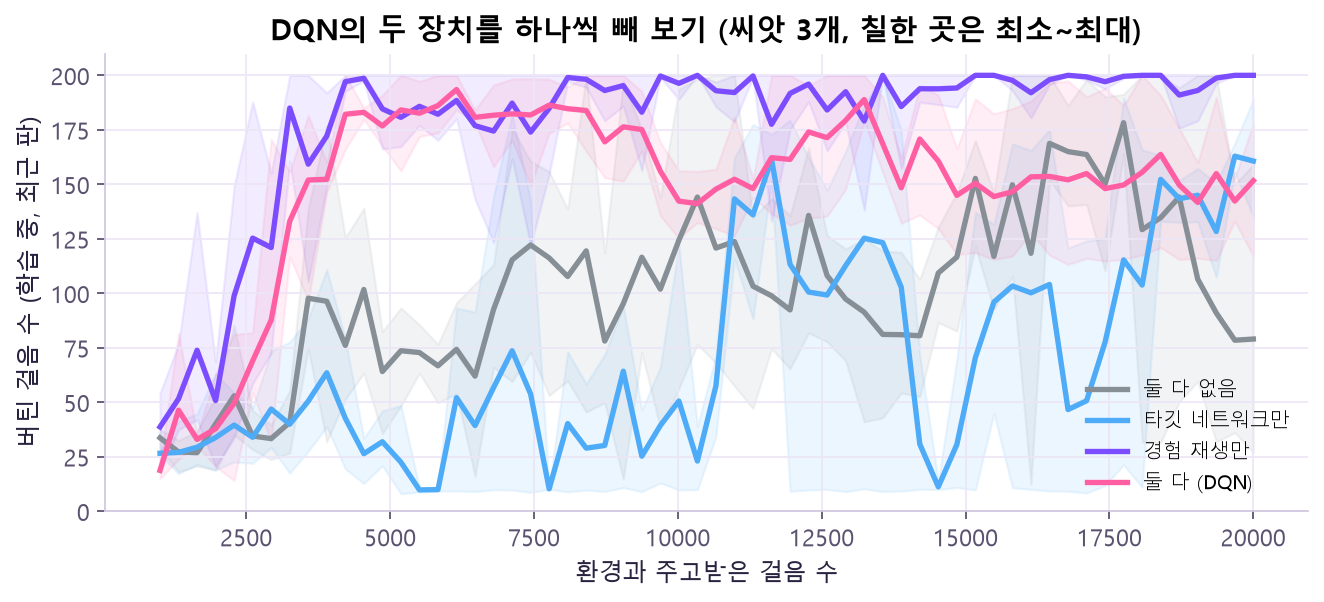 DQN의 두 장치를 하나씩 빼 보기 (씨앗 3개, 칠한 곳은 최소~최대)
버틴 걸음 수 (학습 중, 최근 판)
200
175
150
125
100
75
50
25
0
둘 다 없음
타깃 네트워크만
경험 재생만
둘 다 (DQN)
2500
5000
7500
10000
12500
15000
17500
20000
환경과 주고받은 걸음 수